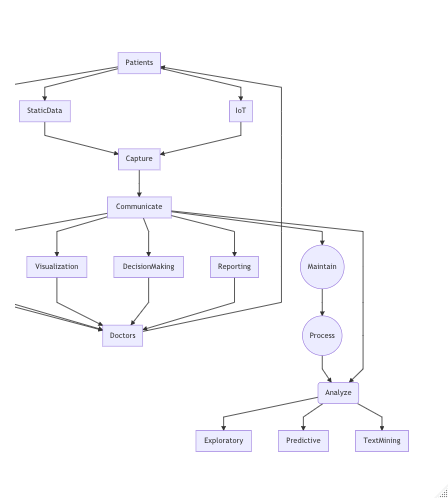 Patients
StaticData
IoT
Capture
Communicate
Visualization
DecisionMaking
Reporting
Maintain
Doctors
Process
Analyze
Exploratory
Predictive
TextMining